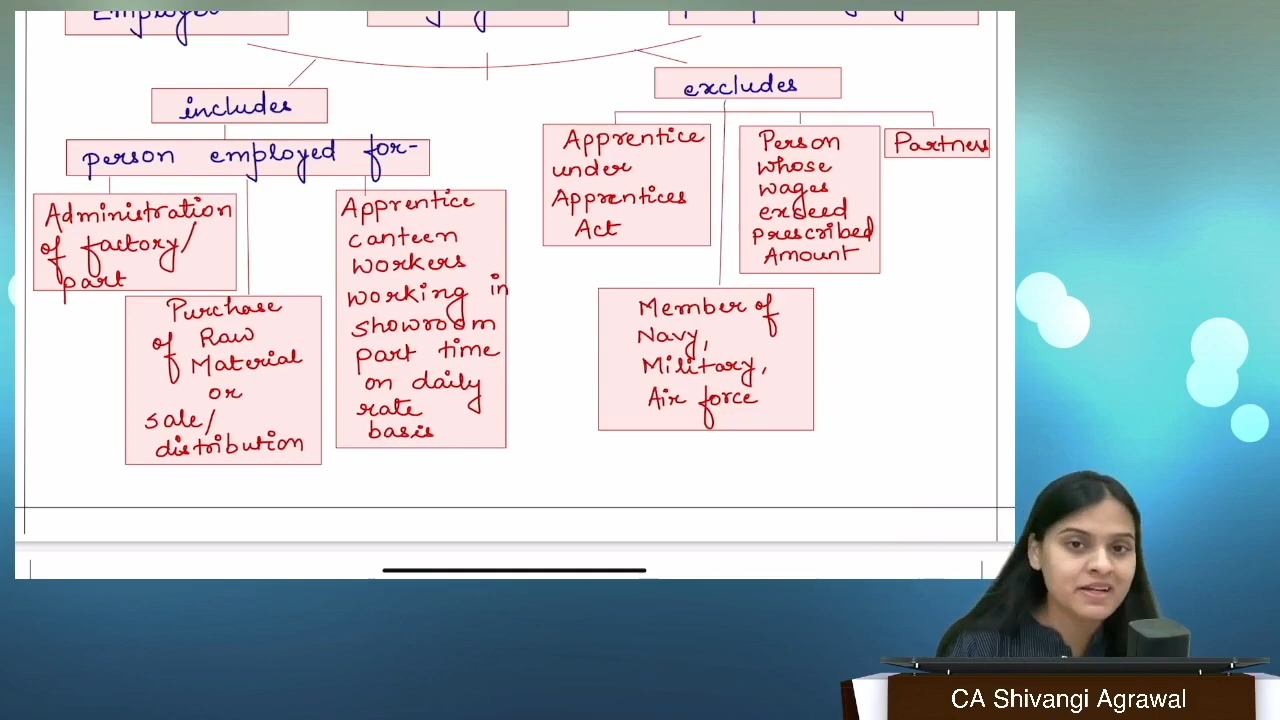 Employee
includes
excludes
person employed for-
Administration
of factory/
part
Purchase
of Raw
Material
or
sale/
distribution
Apprentice
canteen
workers
working in
showroom
part time
on daily
rate
basis
Apprentice
under
Apprentices
Act
Member of
Navy,
Military,
Air force
Person
whose
wages
exceed
prescribed
Amount
Partners
CA Shivangi Agrawal